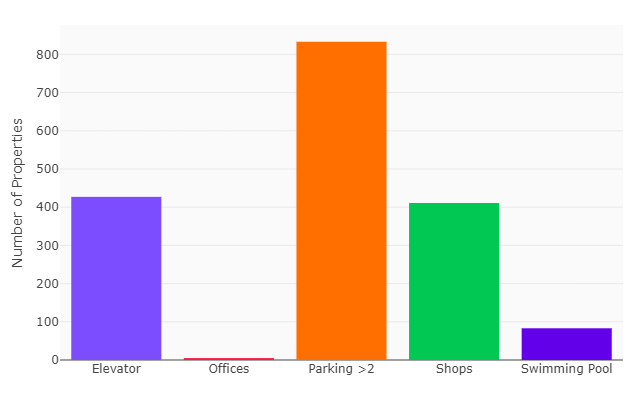 Number of Properties
800
700
600
500
400
300
200
100
0
Elevator
Offices
Parking >2
Shops
Swimming Pool